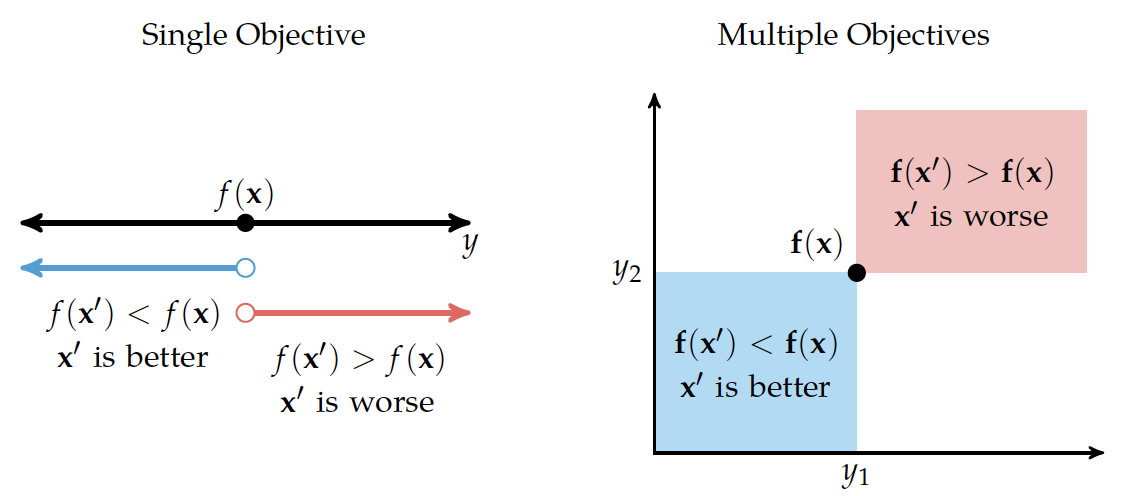 Single Objective
f(x)
y
f(x′) < f(x)
x′ is better
f(x′) > f(x)
x′ is worse
Multiple Objectives
f(x′) > f(x)
x′ is worse
f(x)
y₂
f(x′) < f(x)
x′ is better
y₁